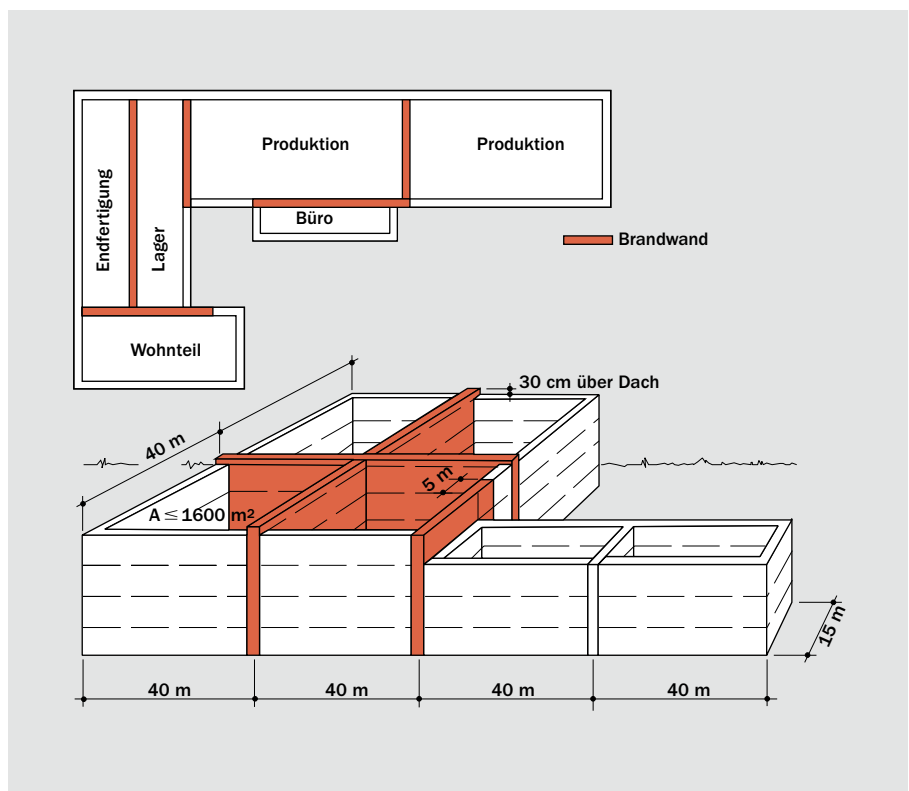 Produktion
Produktion
Endfertigung
Lager
Büro
Brandwand
Wohnteil
30 cm über Dach
40 m
5 m
A ≤ 1600 m²
15 m
40 m
40 m
40 m
40 m